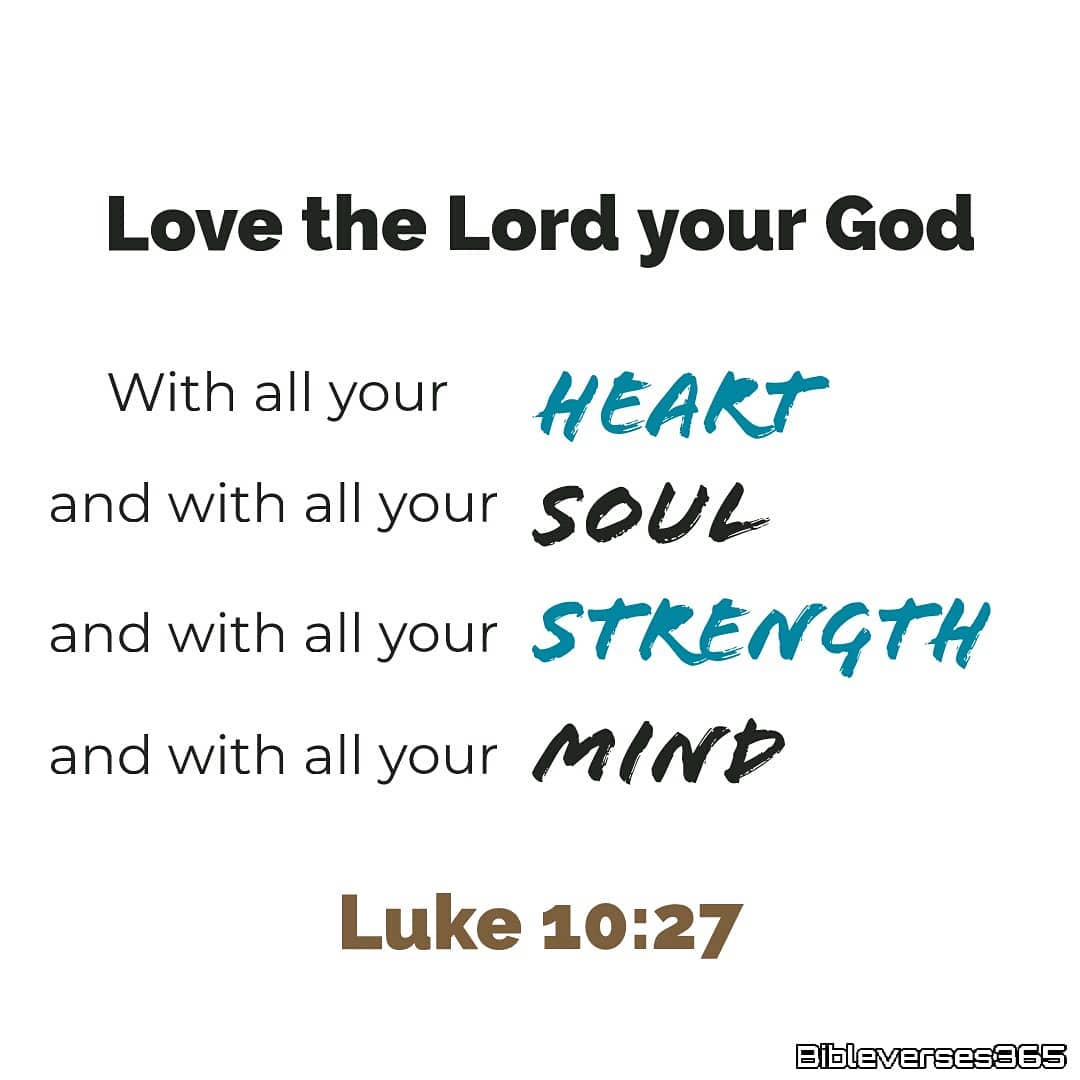 Love the Lord your God
With all your HEART
and with all your SOUL
and with all your STRENGTH
and with all your MIND
Luke 10:27
Bibleverses365